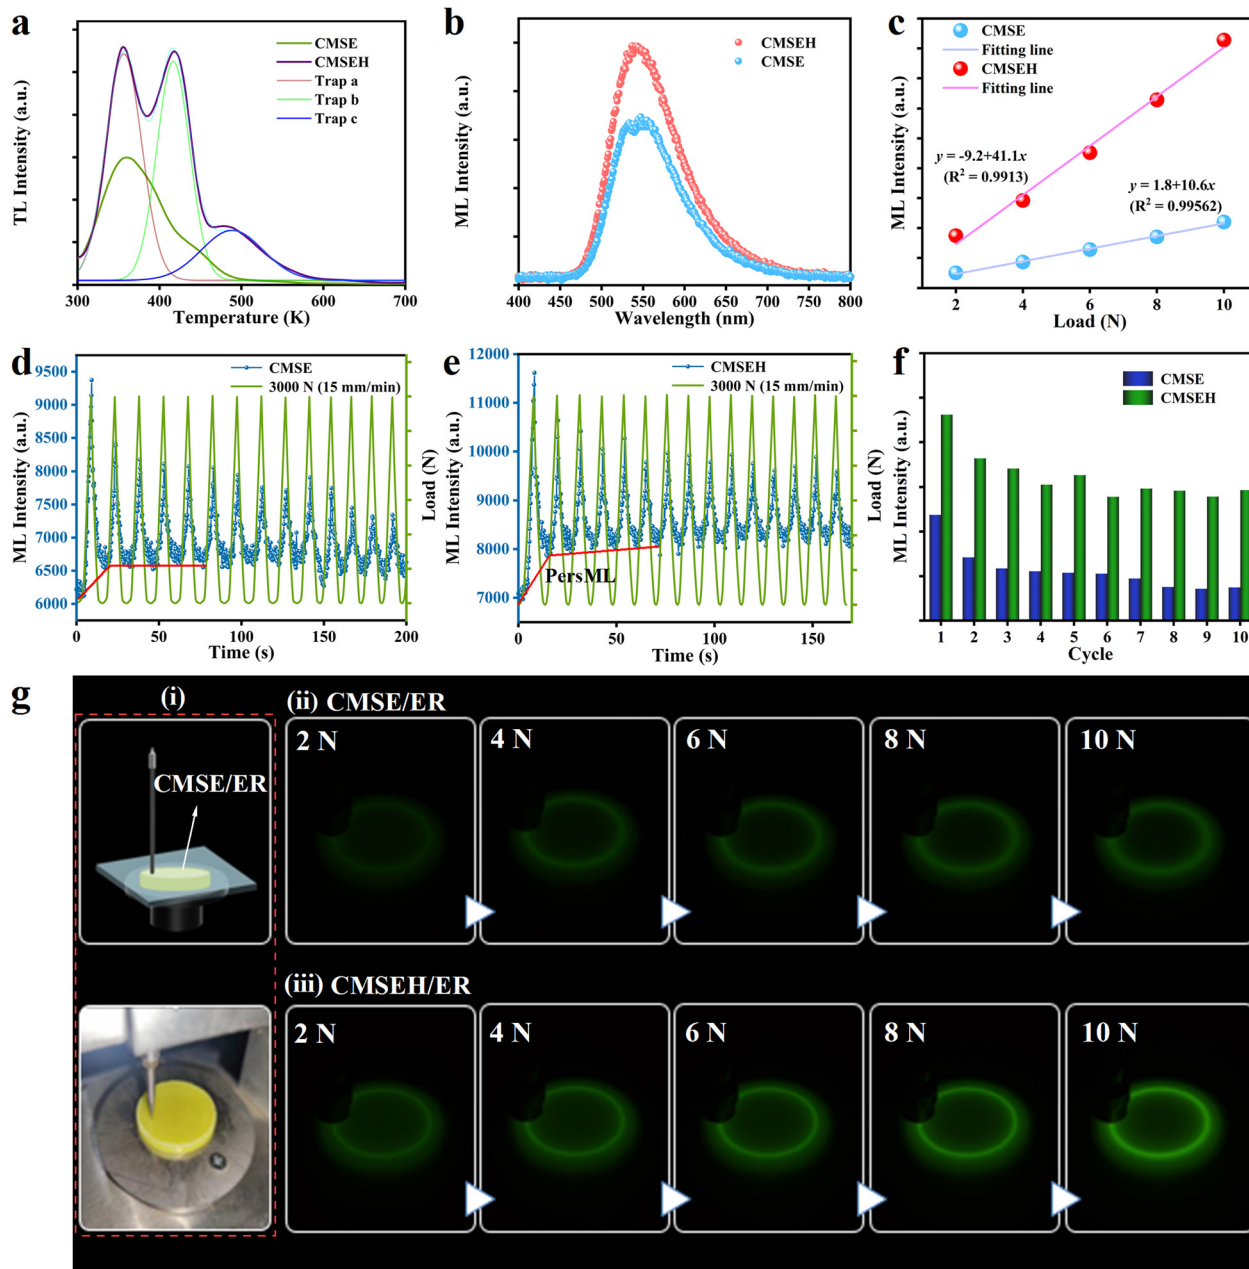 a
TL Intensity (a.u.)
CMSE
CMSEH
Trap a
Trap b
Trap c
300 400 500 600 700
Temperature (K)
b
ML Intensity (a.u.)
CMSEH
CMSE
400 450 500 550 600 650 700 750 800
Wavelength (nm)
c
ML Intensity (a.u.)
CMSE
Fitting line
CMSEH
Fitting line
y = -9.2+41.1x
(R² = 0.9913)
y = 1.8+10.6x
(R² = 0.99562)
2 4 6 8 10
Load (N)
d
ML Intensity (a.u.)
9500
9000
8500
8000
7500
7000
6500
6000
CMSE
3000 N (15 mm/min)
0 50 100 150 200
Time (s)
Load (N)
e
ML Intensity (a.u.)
12000
11000
10000
9000
8000
7000
CMSEH
3000 N (15 mm/min)
PersML
0 50 100 150
Time (s)
Load (N)
f
ML Intensity (a.u.)
CMSE
CMSEH
1 2 3 4 5 6 7 8 9 10
Cycle
g
(i)
CMSE/ER
(ii) CMSE/ER
2 N 4 N 6 N 8 N 10 N
(iii) CMSEH/ER
2 N 4 N 6 N 8 N 10 N